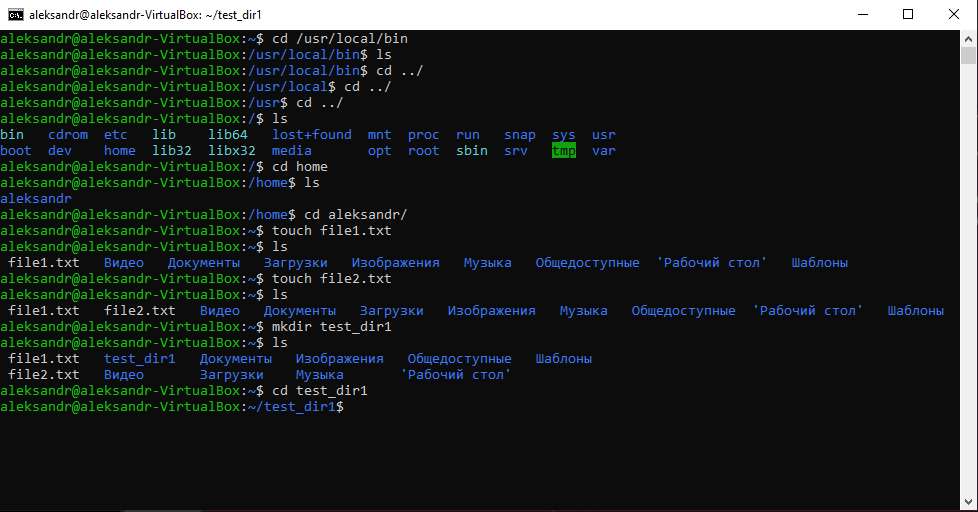 aleksandr@aleksandr-VirtualBox: ~/test_dir1
aleksandr@aleksandr-VirtualBox:~$ cd /usr/local/bin
aleksandr@aleksandr-VirtualBox:/usr/local/bin$ ls
aleksandr@aleksandr-VirtualBox:/usr/local/bin$ cd ../
aleksandr@aleksandr-VirtualBox:/usr/local$ cd ../
aleksandr@aleksandr-VirtualBox:/usr$ cd ../
aleksandr@aleksandr-VirtualBox:/$ ls
bin   cdrom  etc   lib    lib64   lost+found  mnt  proc  run   snap  sys  usr
boot  dev    home  lib32  libx32  media       opt  root  sbin  srv   tmp  var
aleksandr@aleksandr-VirtualBox:/$ cd home
aleksandr@aleksandr-VirtualBox:/home$ ls
aleksandr
aleksandr@aleksandr-VirtualBox:/home$ cd aleksandr/
aleksandr@aleksandr-VirtualBox:~$ touch file1.txt
aleksandr@aleksandr-VirtualBox:~$ ls
 file1.txt   Видео   Документы   Загрузки   Изображения   Музыка   Общедоступные  'Рабочий стол'   Шаблоны
aleksandr@aleksandr-VirtualBox:~$ touch file2.txt
aleksandr@aleksandr-VirtualBox:~$ ls
 file1.txt   file2.txt   Видео   Документы   Загрузки   Изображения   Музыка   Общедоступные  'Рабочий стол'   Шаблоны
aleksandr@aleksandr-VirtualBox:~$ mkdir test_dir1
aleksandr@aleksandr-VirtualBox:~$ ls
 file1.txt   test_dir1   Документы   Изображения   Общедоступные   Шаблоны
 file2.txt   Видео       Загрузки    Музыка       'Рабочий стол'
aleksandr@aleksandr-VirtualBox:~$ cd test_dir1
aleksandr@aleksandr-VirtualBox:~/test_dir1$